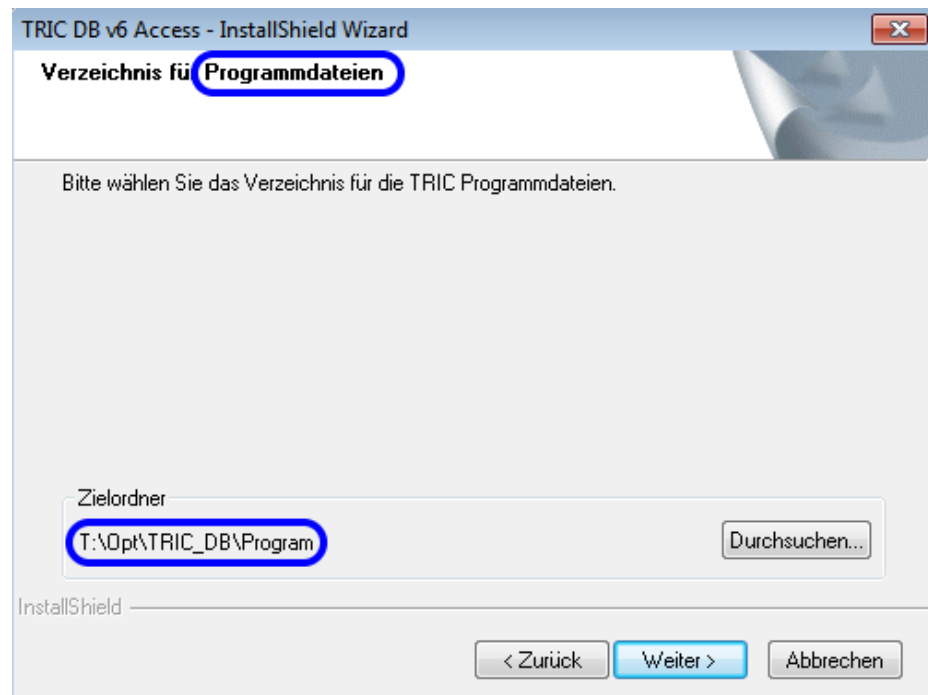 TRIC DB v6 Access - InstallShield Wizard
Verzeichnis fü Programmdateien
Bitte wählen Sie das Verzeichnis für die TRIC Programmdateien.
Zielordner
T:\Opt\TRIC_DB\Program
Durchsuchen...
InstallShield
< Zurück Weiter > Abbrechen